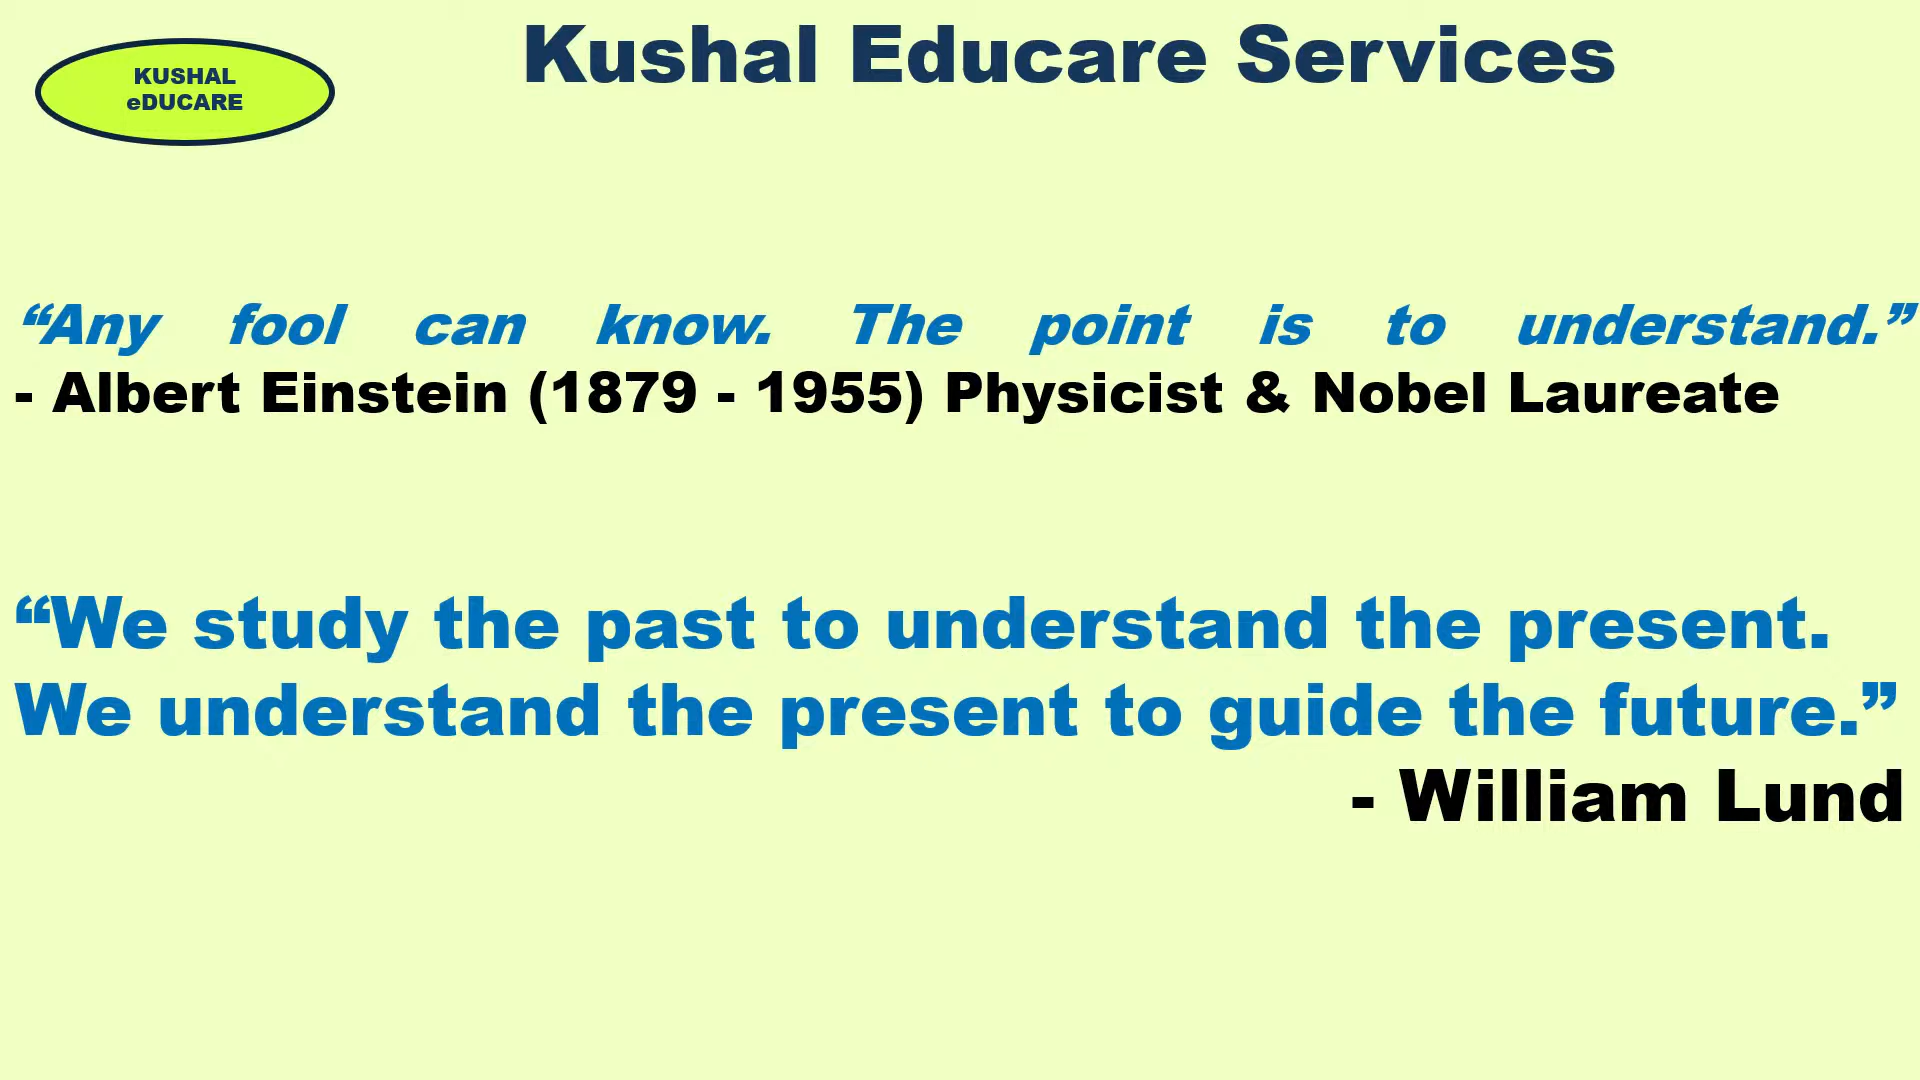 Kushal Educare Services
KUSHAL
eDUCARE
“Any fool can know. The point is to understand.”
- Albert Einstein (1879 - 1955) Physicist & Nobel Laureate
“We study the past to understand the present.
We understand the present to guide the future.”
- William Lund